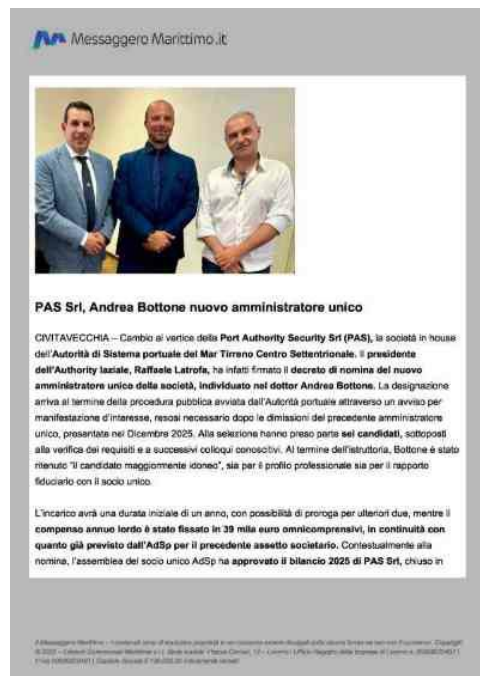 Messaggero Marittimo.it
PAS Srl, Andrea Bottone nuovo amministratore unico
CIVITAVECCHIA – Cambio al vertice della Port Authority Security Srl (PAS), la società in house
dell'Autorità di Sistema portuale del Mar Tirreno Centro Settentrionale. Il presidente
dell'Authority laziale, Raffaele Latrofa, ha infatti firmato il decreto di nomina del nuovo
amministratore unico della società, individuato nel dottor Andrea Bottone. La designazione
arriva al termine della procedura pubblica avviata dall'Autorità portuale attraverso un avviso per
manifestazione d'interesse, resosi necessario dopo le dimissioni del precedente amministratore
unico, presentate nel Dicembre 2025. Alla selezione hanno preso parte sei candidati, sottoposti
alla verifica dei requisiti e a successivi colloqui conoscitivi. Al termine dell'istruttoria, Bottone è stato
ritenuto "il candidato maggiormente idoneo", sia per il profilo professionale sia per il rapporto
fiduciario con il socio unico.
L'incarico avrà una durata iniziale di un anno, con possibilità di proroga per ulteriori due, mentre il
compenso annuo lordo è stato fissato in 39 mila euro omnicomprensivi, in continuità con
quanto già previsto dall'AdSp per il precedente assetto societario. Contestualmente alla
nomina, l'assemblea del socio unico AdSp ha approvato il bilancio 2025 di PAS Srl, chiuso in